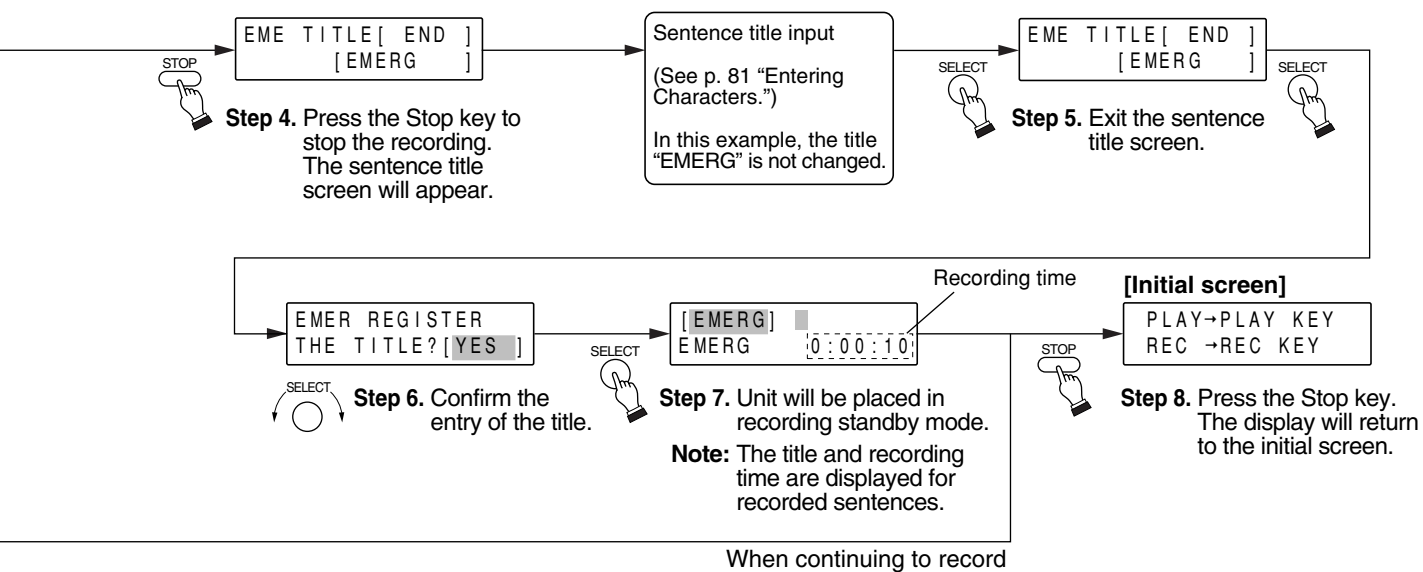 STOP
EME TITLE[ END ]
[EMERG ]
Step 4. Press the Stop key to
stop the recording.
The sentence title
screen will appear.
Sentence title input
(See p. 81 “Entering
Characters.”)
In this example, the title
“EMERG” is not changed.
SELECT
EME TITLE[ END ]
[EMERG ]
Step 5. Exit the sentence
title screen.
SELECT
EMER REGISTER
THE TITLE?[YES ]
SELECT
Step 6. Confirm the
entry of the title.
SELECT
Recording time
[EMERG]
EMERG 0:00:10
Step 7. Unit will be placed in
recording standby mode.
Note: The title and recording
time are displayed for
recorded sentences.
STOP
[Initial screen]
PLAY→PLAY KEY
REC →REC KEY
Step 8. Press the Stop key.
The display will return
to the initial screen.
When continuing to record